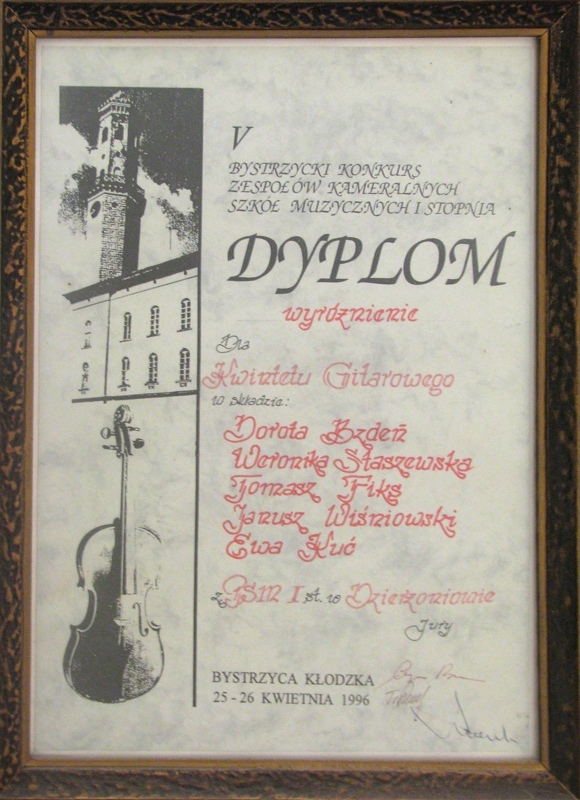 V
BYSTRZYCKI KONKURS
ZESPOŁÓW KAMERALNYCH
SZKÓŁ MUZYCZNYCH I STOPNIA
DYPLOM
wyróżnienie
Dla
Kwintetu Gitarowego
w składzie:
Dorota Bzdeń
Weronika Staszewska
Tomasz Fiks
Janusz Wiśniowski
Ewa Kuć
z PSM I st. w Dzierżoniowie
Jury
BYSTRZYCA KŁODZKA
25 - 26 KWIETNIA 1996